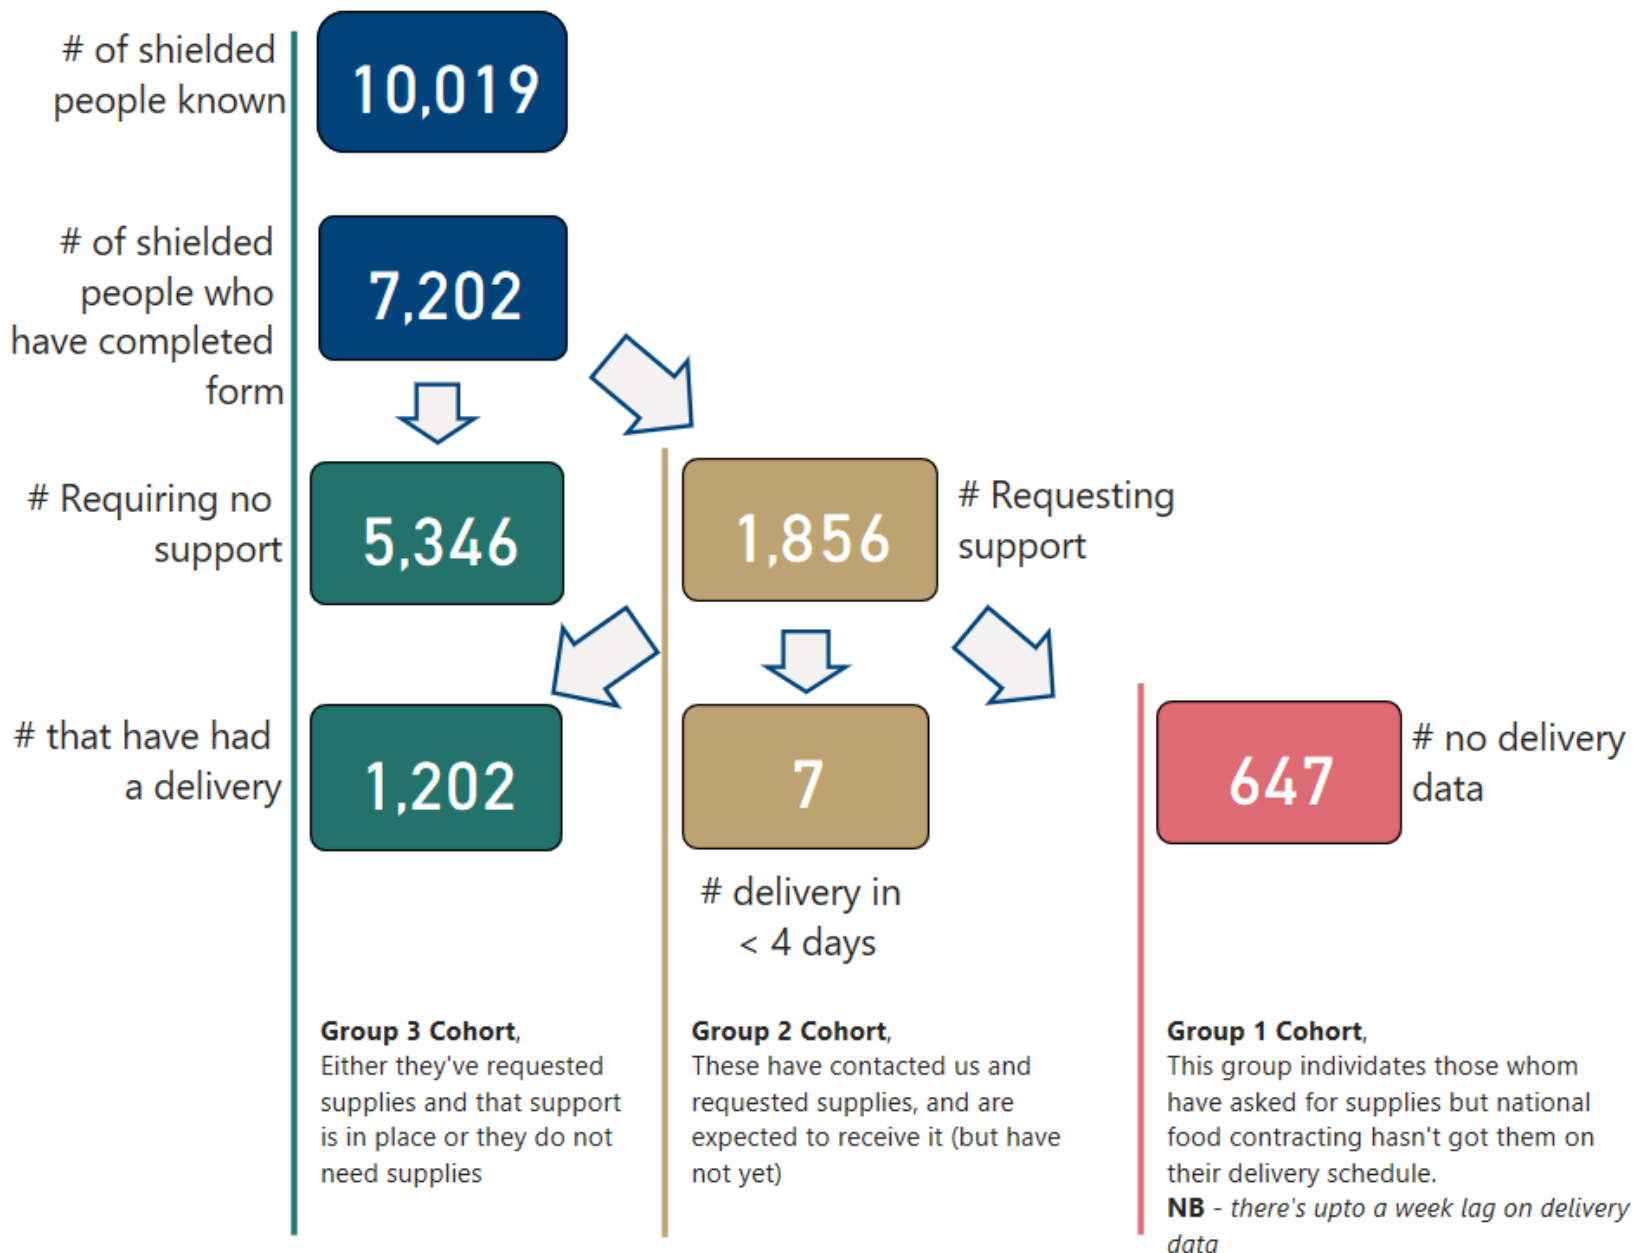 # of shielded
people known
10,019
# of shielded
people who
have completed
form
7,202
# Requiring no
support
5,346
1,856
# Requesting
support
# that have had
a delivery
1,202
7
# delivery in
< 4 days
647
# no delivery
data
Group 3 Cohort,
Either they've requested
supplies and that support
is in place or they do not
need supplies
Group 2 Cohort,
These have contacted us and
requested supplies, and are
expected to receive it (but have
not yet)
Group 1 Cohort,
This group individates those whom
have asked for supplies but national
food contracting hasn't got them on
their delivery schedule.
NB - there's upto a week lag on delivery
data